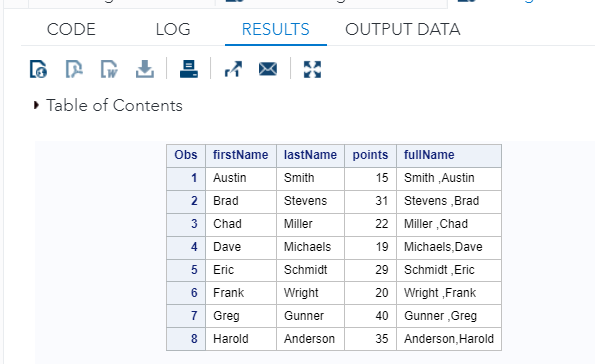 CODE LOG RESULTS OUTPUT DATA
Table of Contents
Obs firstName lastName points fullName
1 Austin Smith 15 Smith ,Austin
2 Brad Stevens 31 Stevens ,Brad
3 Chad Miller 22 Miller ,Chad
4 Dave Michaels 19 Michaels,Dave
5 Eric Schmidt 29 Schmidt ,Eric
6 Frank Wright 20 Wright ,Frank
7 Greg Gunner 40 Gunner ,Greg
8 Harold Anderson 35 Anderson,Harold